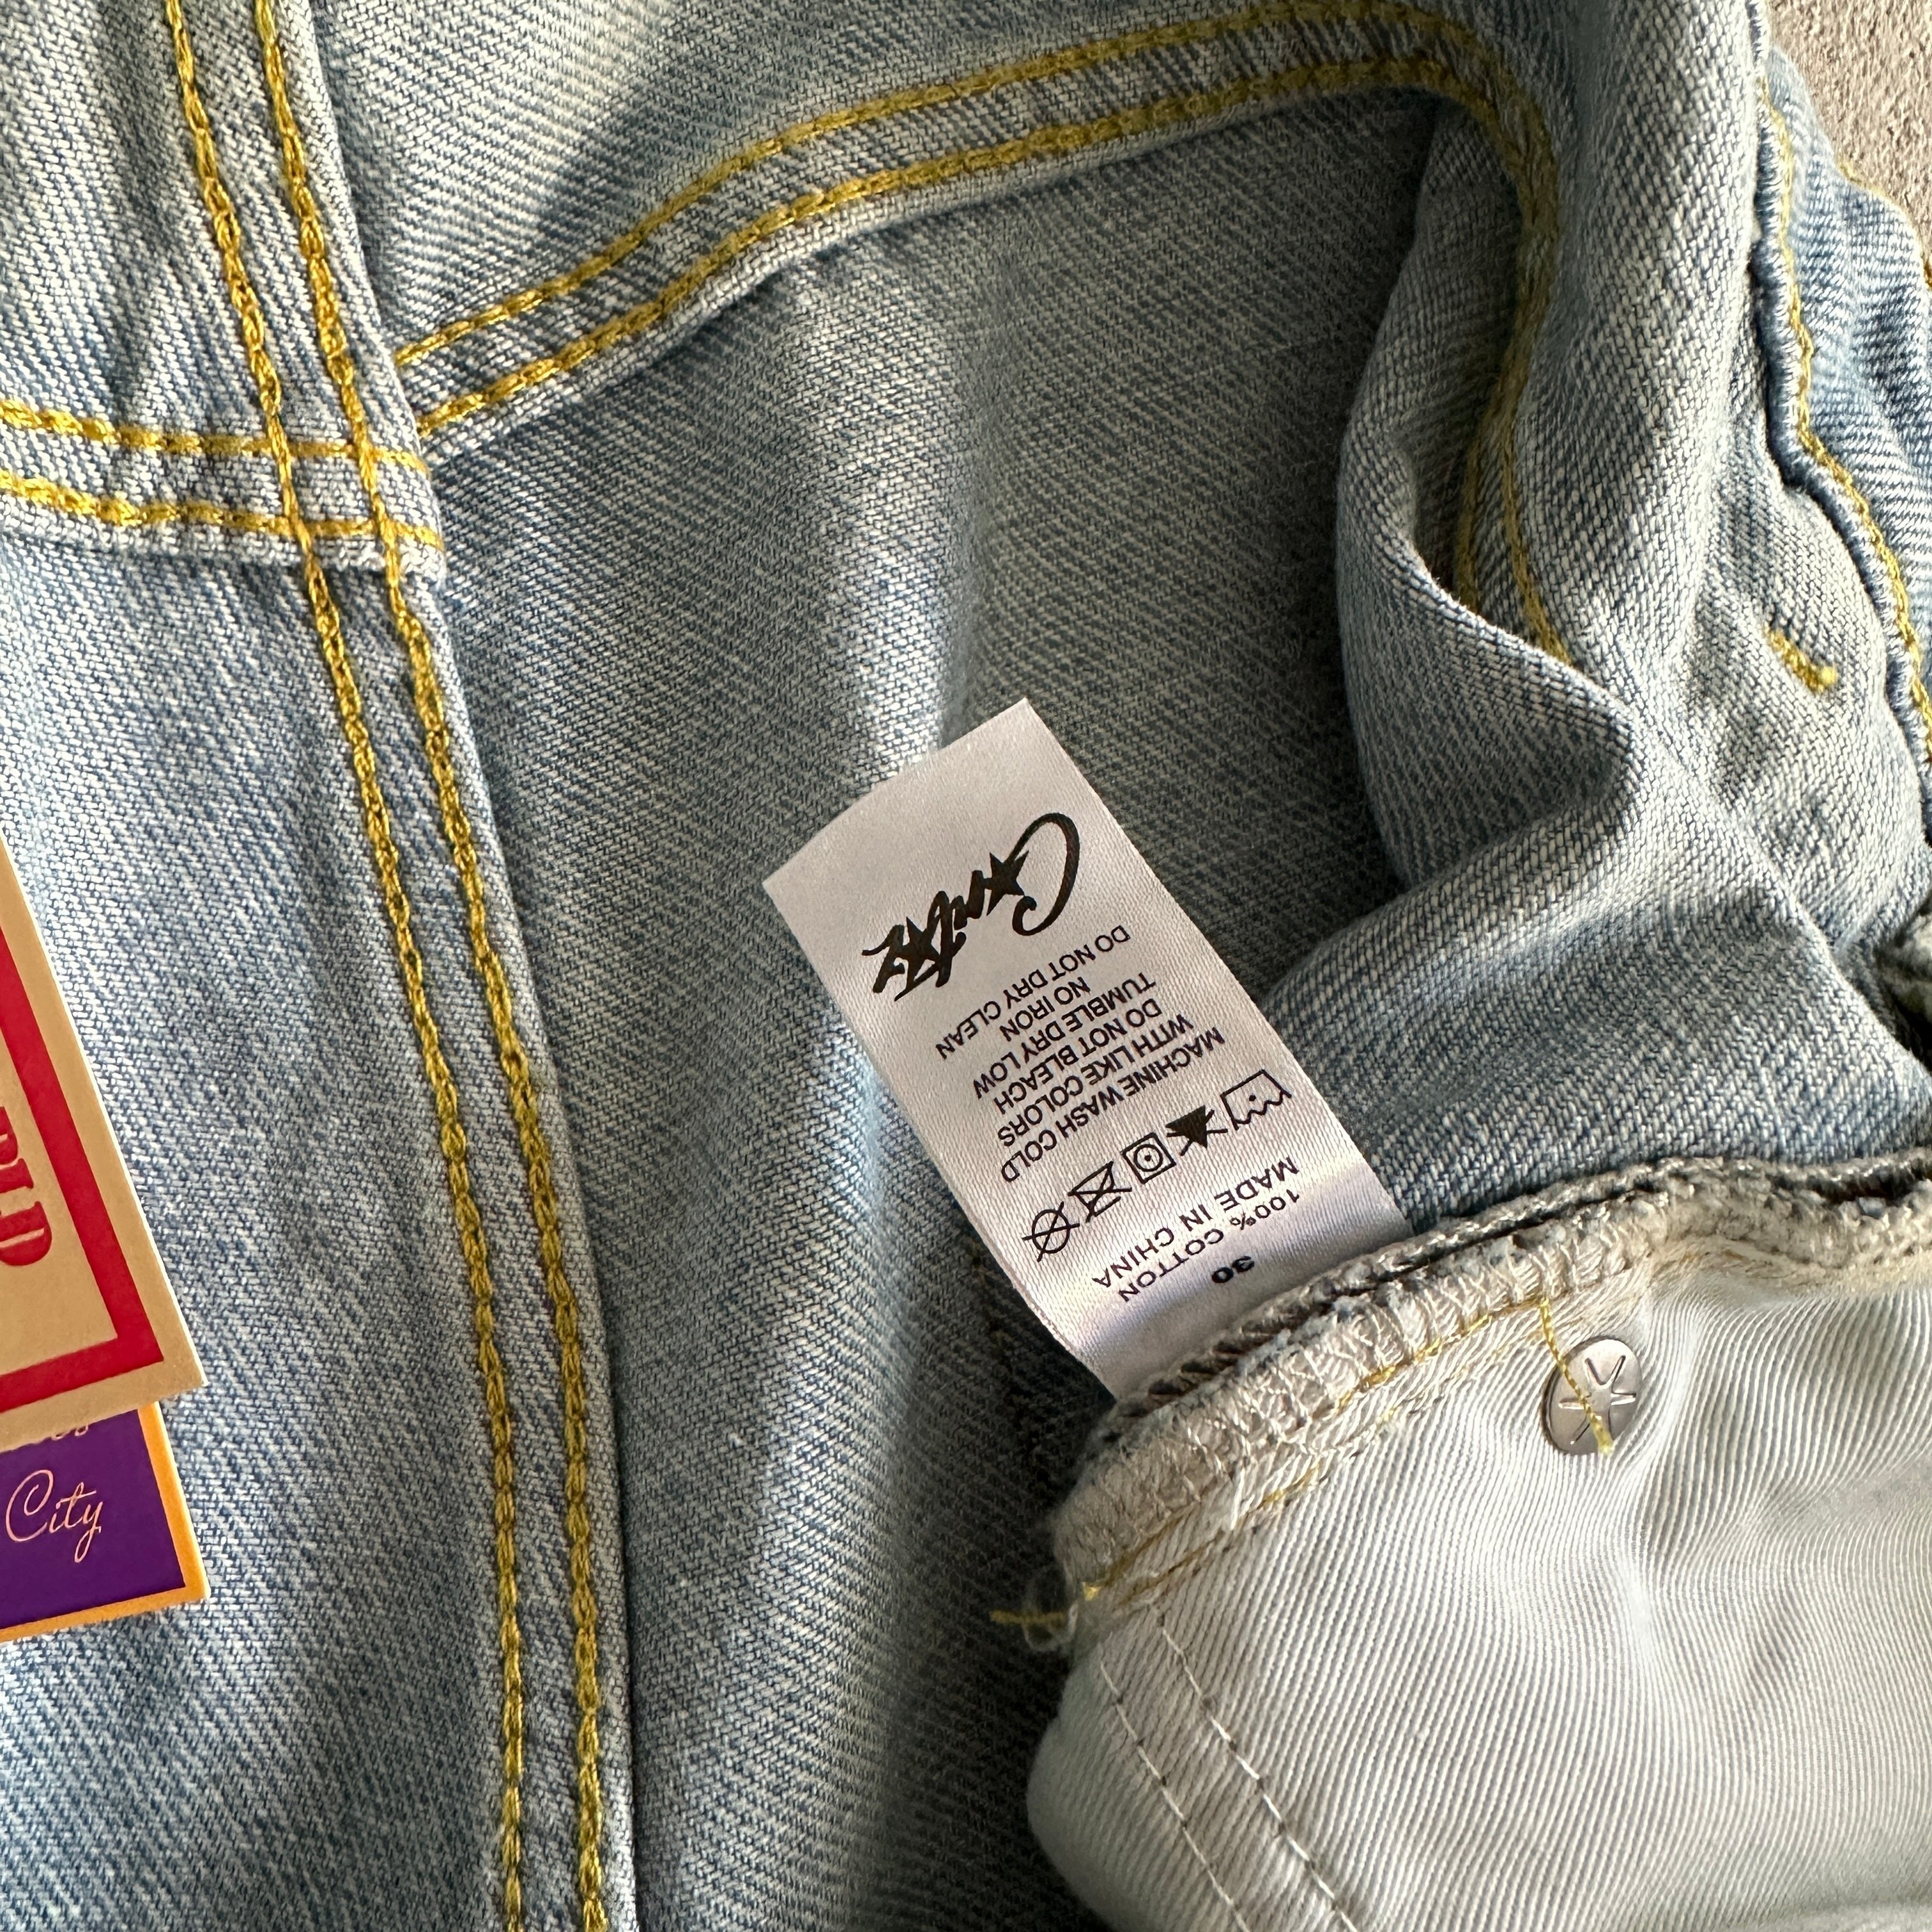 30
100% COTTON
MADE IN CHINA
MACHINE WASH COLD
WITH LIKE COLORS
DO NOT BLEACH
TUMBLE DRY LOW
NO IRON
DO NOT DRY CLEAN
City